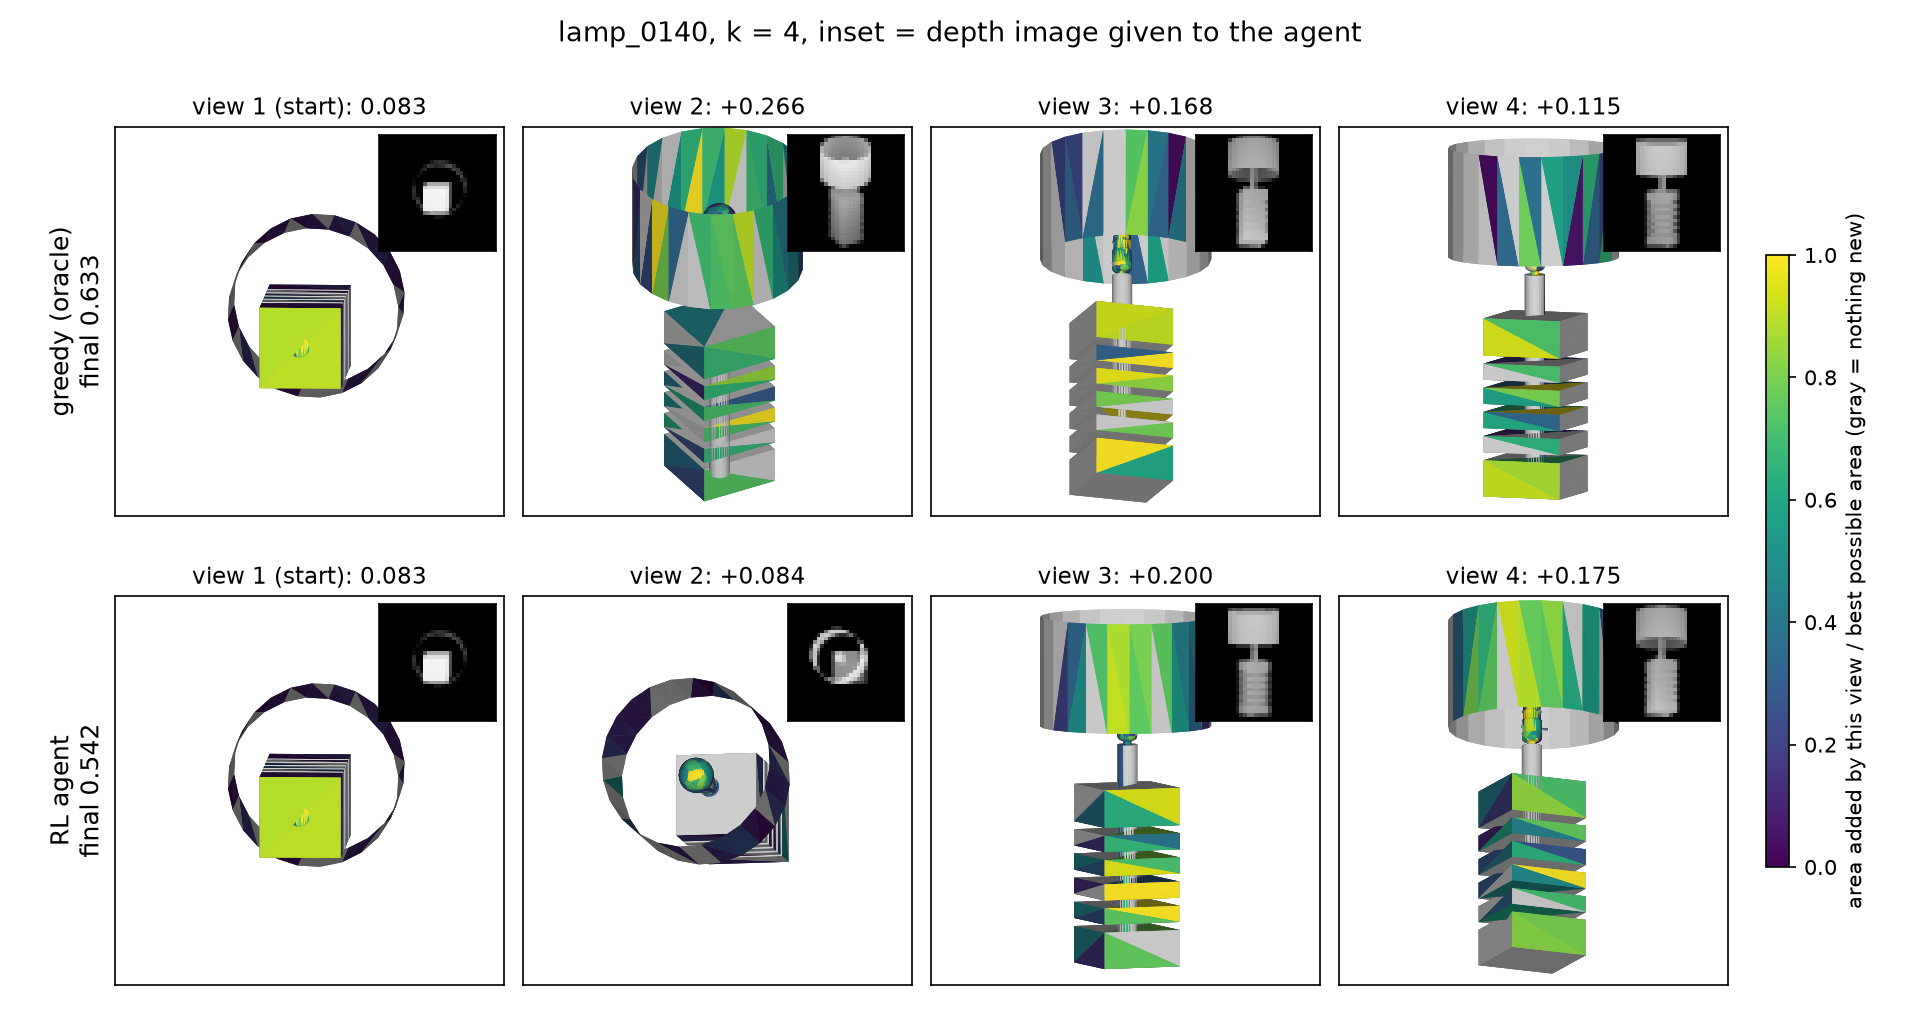 lamp_0140, k = 4, inset = depth image given to the agent
view 1 (start): 0.083
view 2: +0.266
view 3: +0.168
view 4: +0.115
greedy (oracle)
final 0.633
view 1 (start): 0.083
view 2: +0.084
view 3: +0.200
view 4: +0.175
RL agent
final 0.542
1.0
0.8
0.6
0.4
0.2
0.0
area added by this view / best possible area (gray = nothing new)